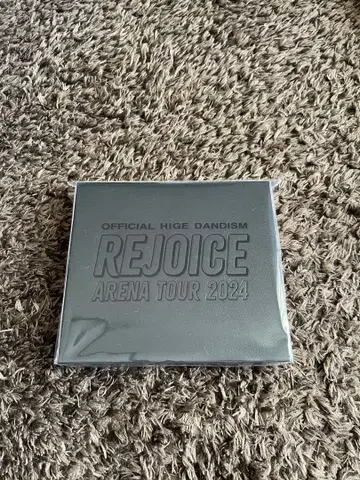 OFFICIAL HIGE DANDISM
REJOICE
ARENA TOUR 2024